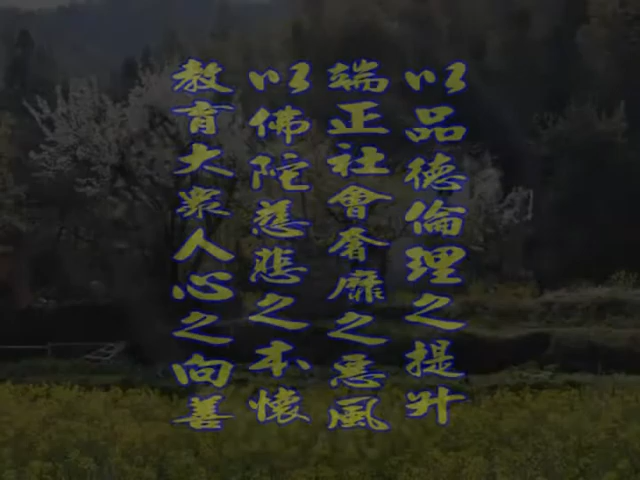 以品德倫理之提升
端正社會奢靡之惡風
以佛陀慈悲之本懷
教育大眾人心之向善